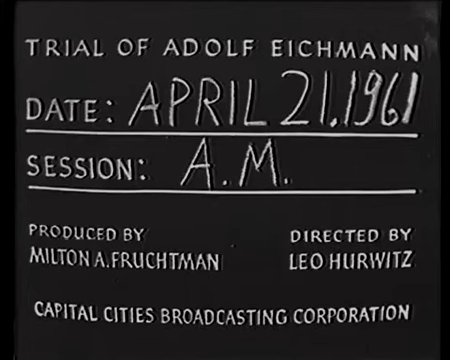 TRIAL OF ADOLF EICHMANN
DATE: APRIL 21, 1961
SESSION: A.M.
PRODUCED BY
MILTON A. FRUCHTMAN
DIRECTED BY
LEO HURWITZ
CAPITAL CITIES BROADCASTING CORPORATION